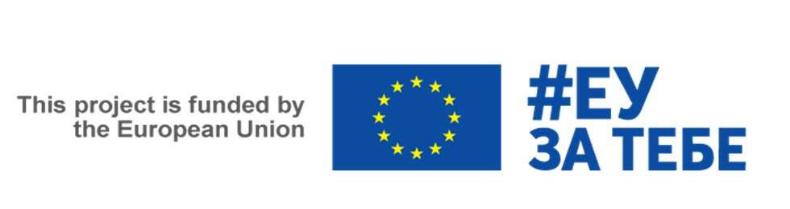 This project is funded by
the European Union
#ЕУ
ЗА ТЕБЕ